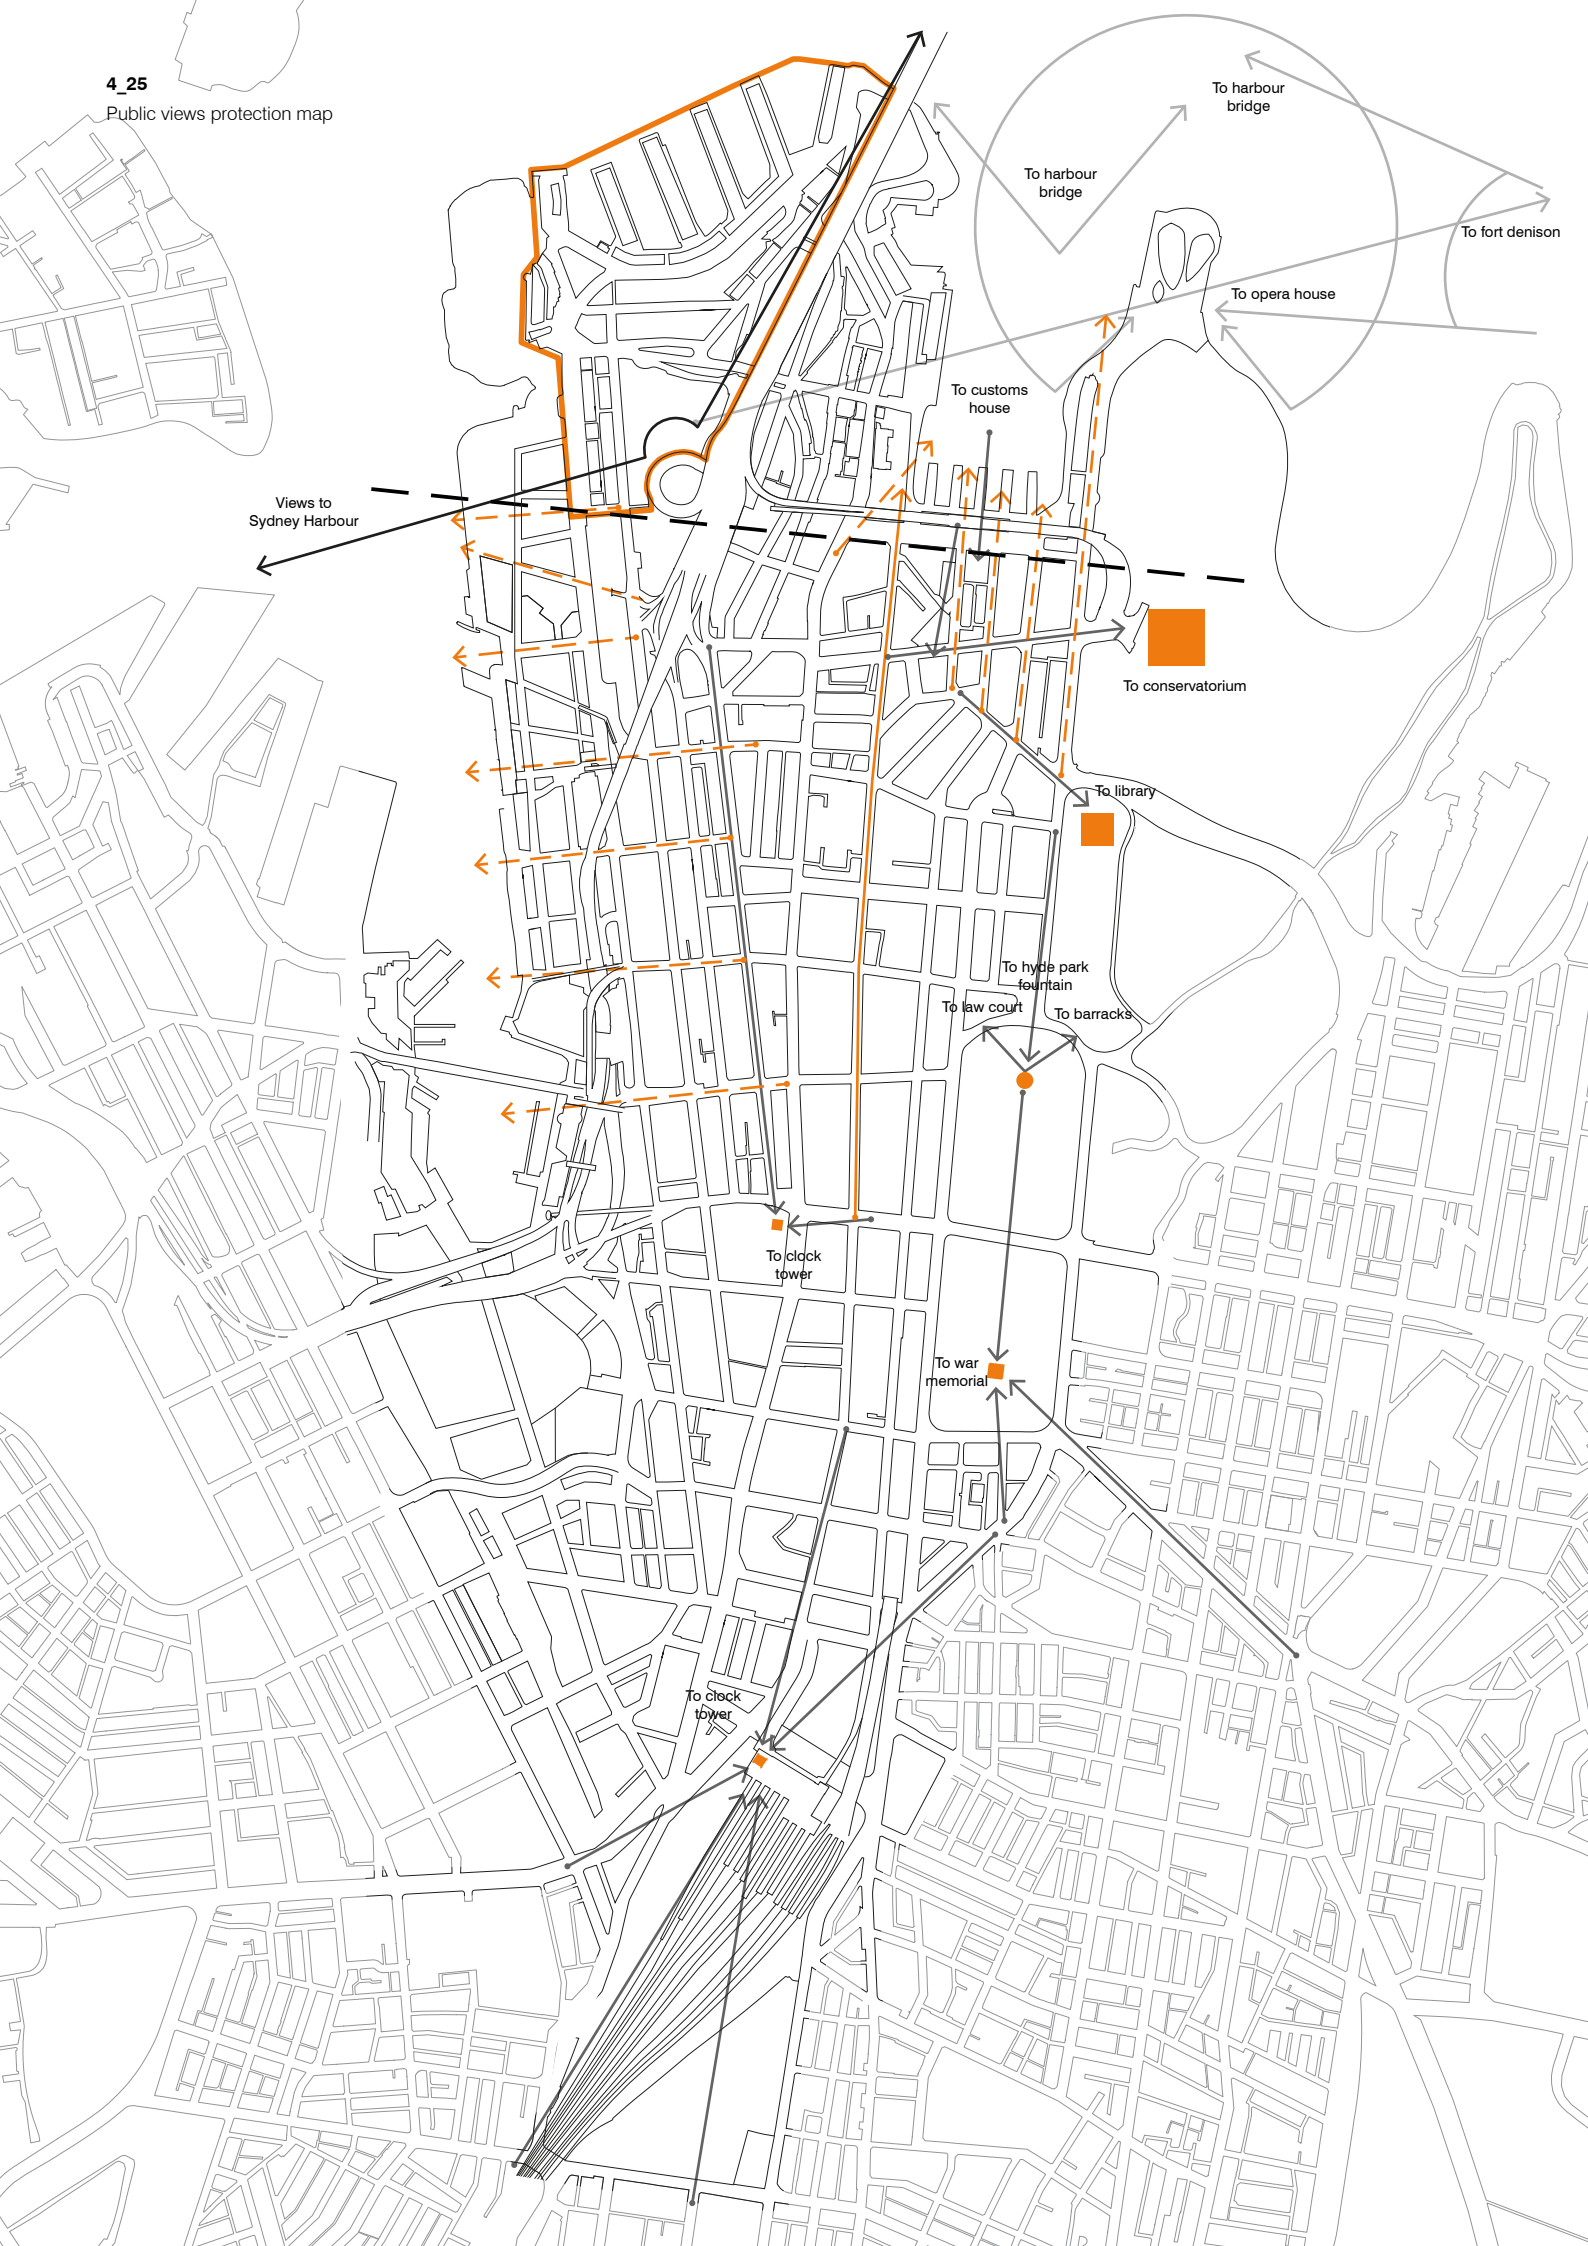 4_25
Public views protection map
To harbour
bridge
To harbour
bridge
To fort denison
To opera house
To customs
house
Views to
Sydney Harbour
To conservatorium
To library
To hyde park
fountain
To law court
To barracks
To clock
tower
To war
memorial
To clock
tower